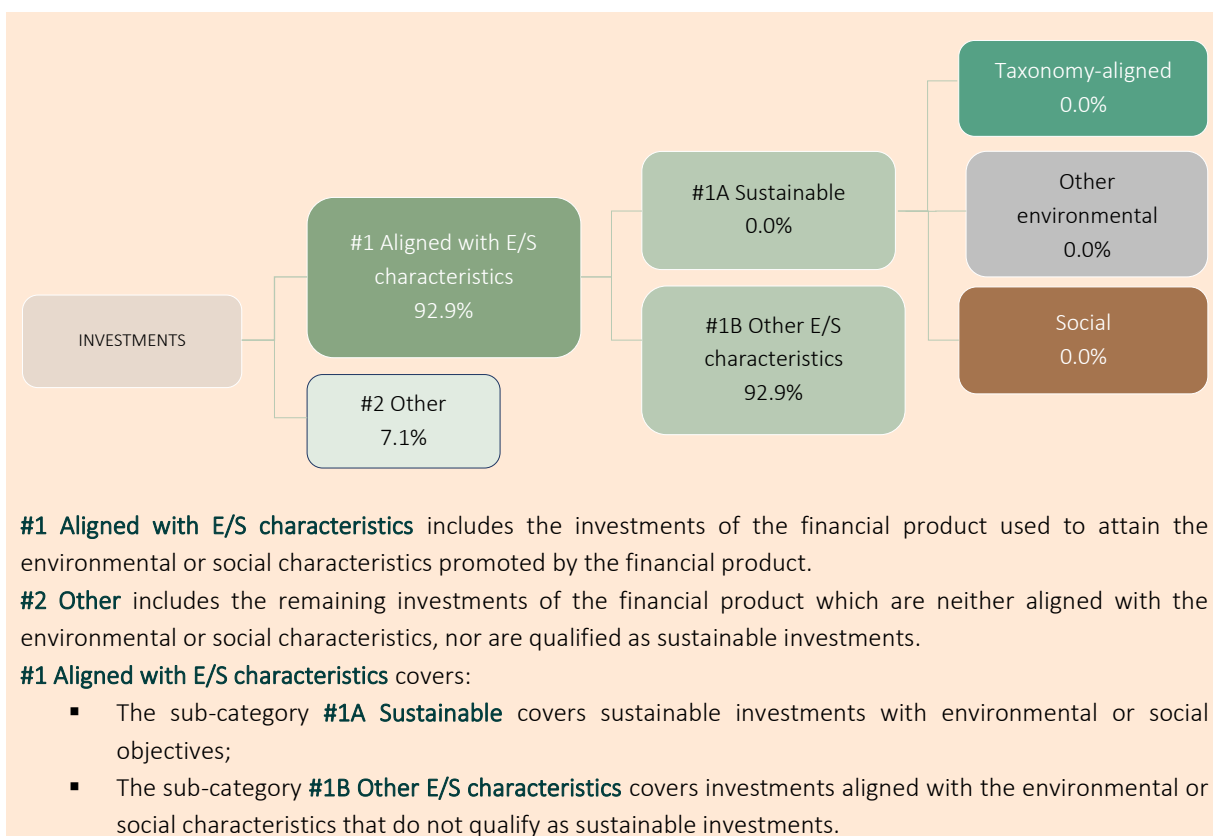 INVESTMENTS
#1 Aligned with E/S
characteristics
92.9%
#2 Other
7.1%
#1A Sustainable
0.0%
#1B Other E/S
characteristics
92.9%
Taxonomy-aligned
0.0%
Other
environmental
0.0%
Social
0.0%
#1 Aligned with E/S characteristics includes the investments of the financial product used to attain the
environmental or social characteristics promoted by the financial product.
#2 Other includes the remaining investments of the financial product which are neither aligned with the
environmental or social characteristics, nor are qualified as sustainable investments.
#1 Aligned with E/S characteristics covers:
▪ The sub-category #1A Sustainable covers sustainable investments with environmental or social
objectives;
▪ The sub-category #1B Other E/S characteristics covers investments aligned with the environmental or
social characteristics that do not qualify as sustainable investments.